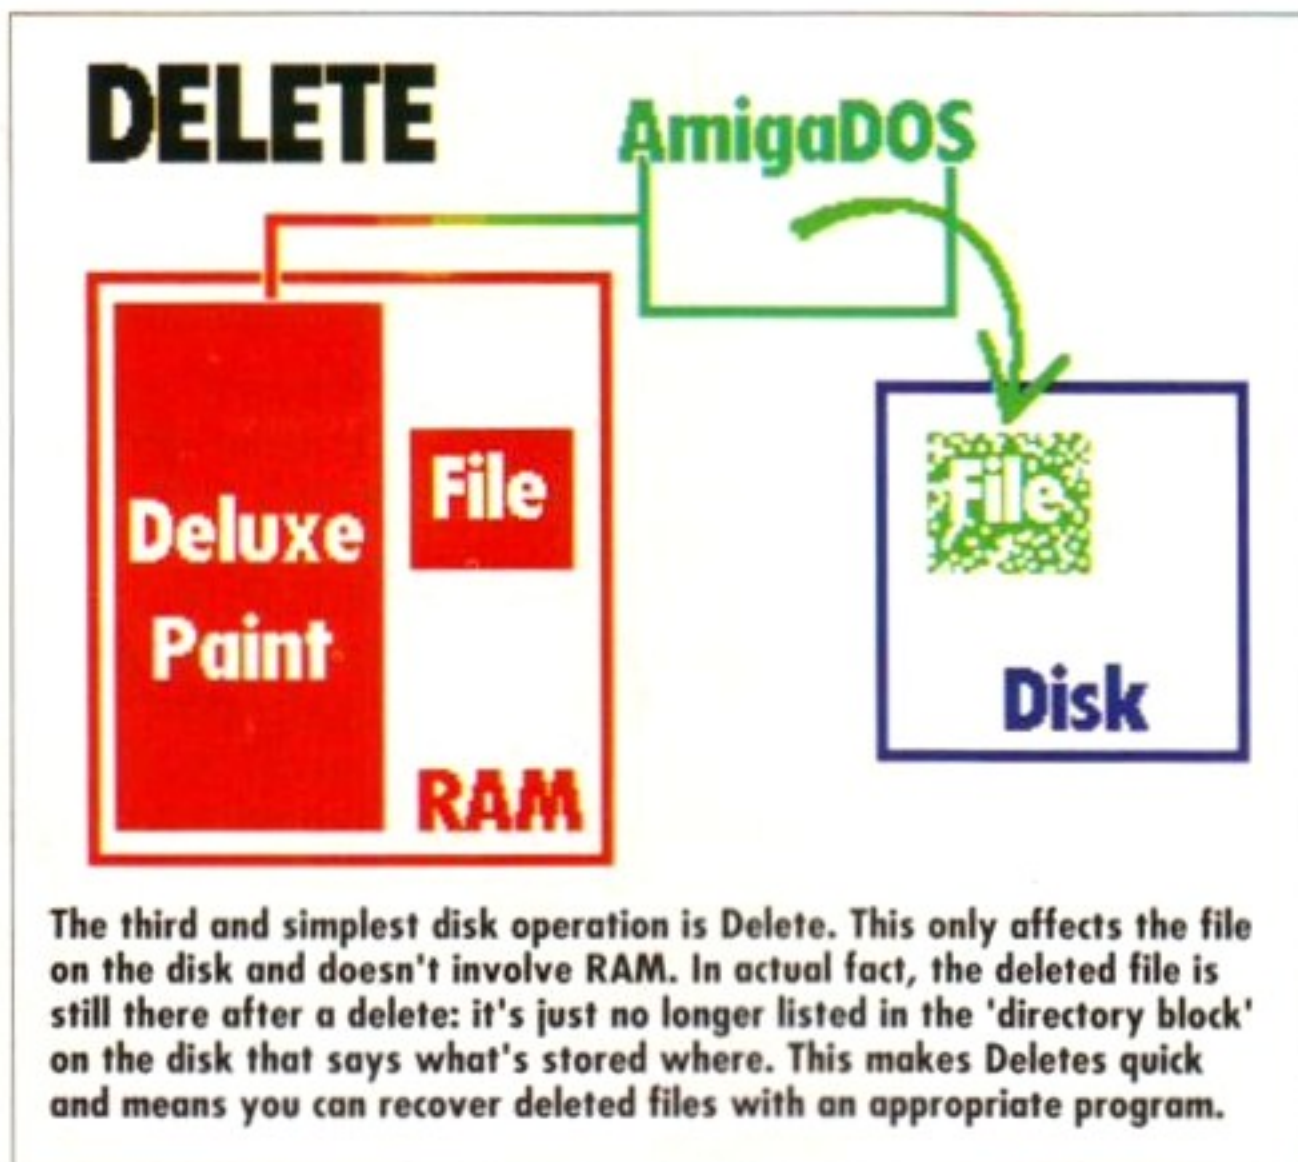 DELETE
AmigaDOS
Deluxe
Paint
File
RAM
File
Disk
The third and simplest disk operation is Delete. This only affects the file
on the disk and doesn't involve RAM. In actual fact, the deleted file is
still there after a delete: it's just no longer listed in the 'directory block'
on the disk that says what's stored where. This makes Deletes quick
and means you can recover deleted files with an appropriate program.